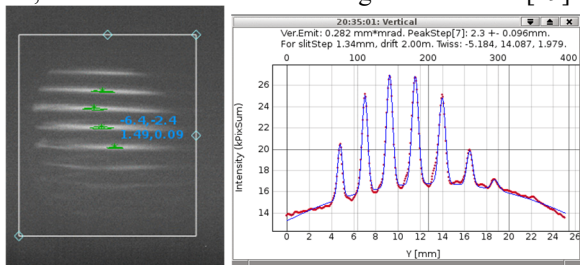 -6.4,-2.4
1.49,0.09
20:35:01: Vertical
Ver.Emit: 0.282 mm*mrad. PeakStep[7]: 2.3 +- 0.096mm.
For slitStep 1.34mm, drift 2.00m. Twiss: -5.184, 14.087, 1.979.
0 100 200 300 400
26
24
22
20
18
16
14
Intensity (kPixSum)
0 2 4 6 8 10 12 14 16 18 20 22 24 26
Y [mm]